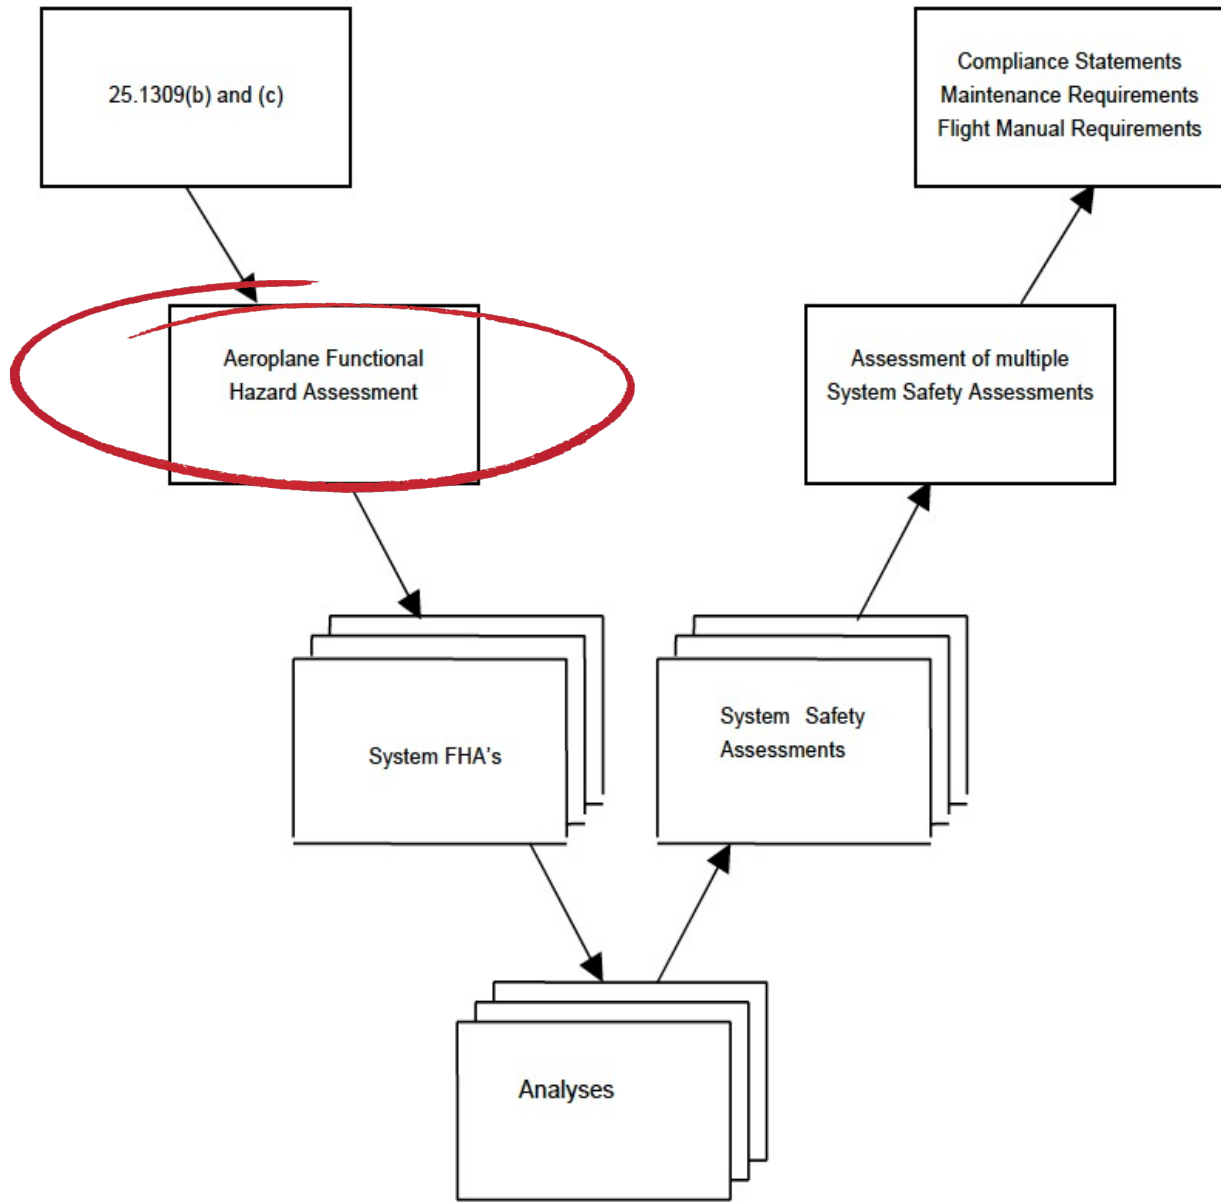 25.1309(b) and (c)
Compliance Statements
Maintenance Requirements
Flight Manual Requirements
Aeroplane Functional
Hazard Assessment
Assessment of multiple
System Safety Assessments
System FHA's
System Safety
Assessments
Analyses